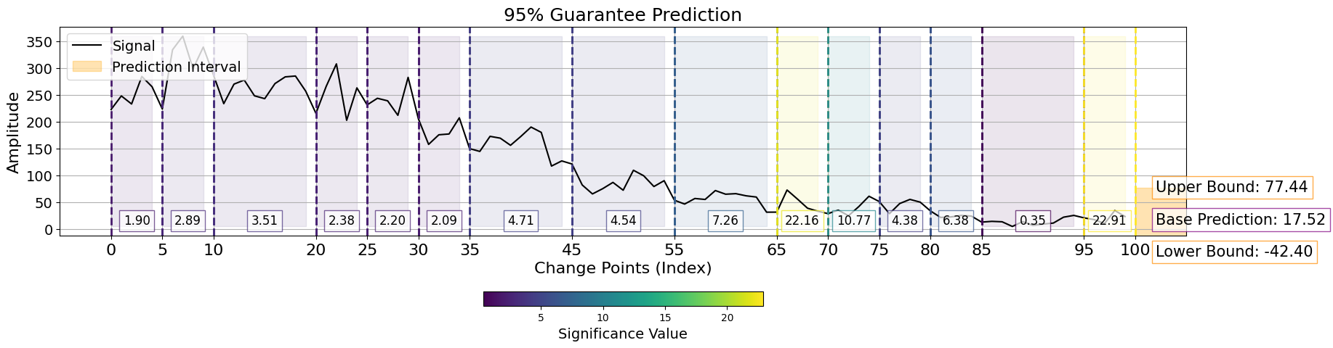 95% Guarantee Prediction
Signal
Prediction Interval
Amplitude
350
300
250
200
150
100
50
0
1.90 2.89 3.51 2.38 2.20 2.09 4.71 4.54 7.26 22.16 10.77 4.38 6.38 0.35 22.91
Upper Bound: 77.44
Base Prediction: 17.52
Lower Bound: -42.40
0 5 10 20 25 30 35 45 55 65 70 75 80 85 95 100
Change Points (Index)
5 10 15 20
Significance Value